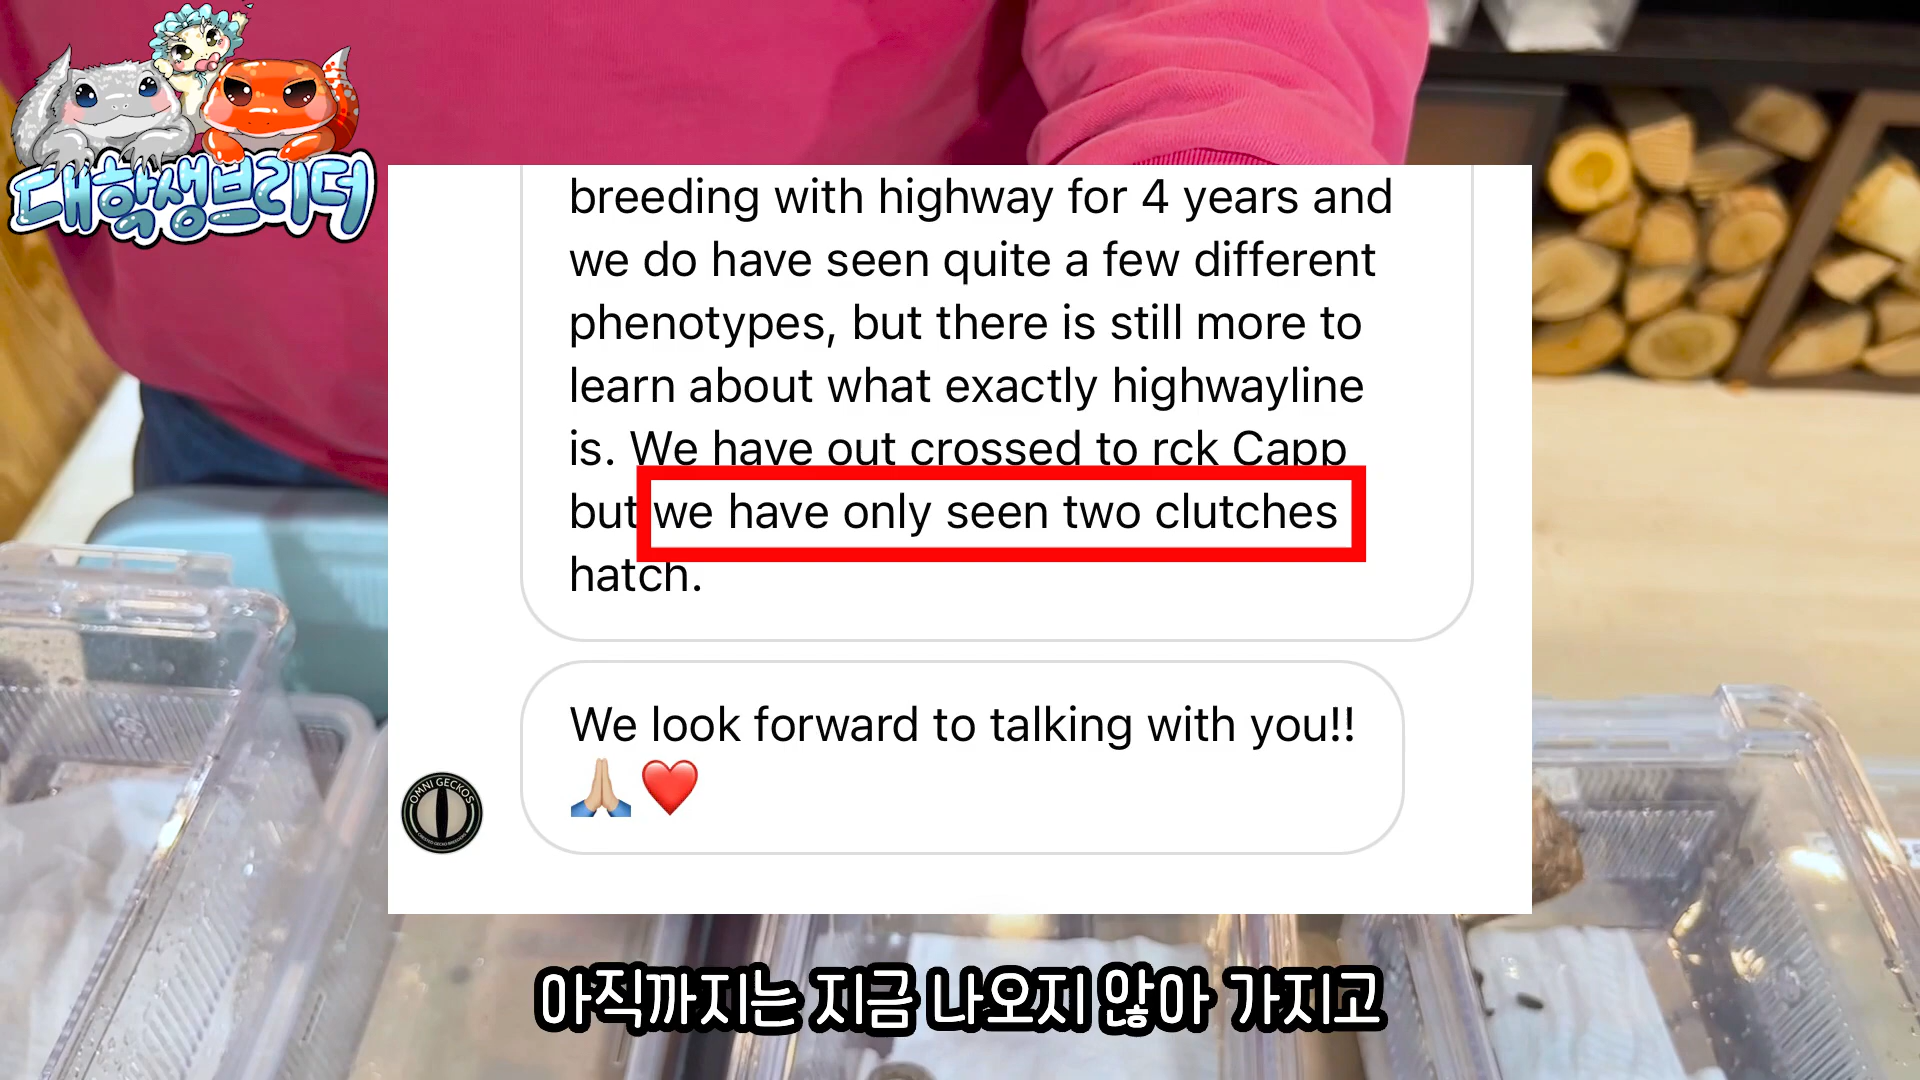 대학생브리더
breeding with highway for 4 years and
we do have seen quite a few different
phenotypes, but there is still more to
learn about what exactly highwayline
is. We have out crossed to rck Capp
but we have only seen two clutches
hatch.
We look forward to talking with you!!
🙏🏼❤️
OMNI GECKOS
아직까지는 지금 나오지 않아 가지고